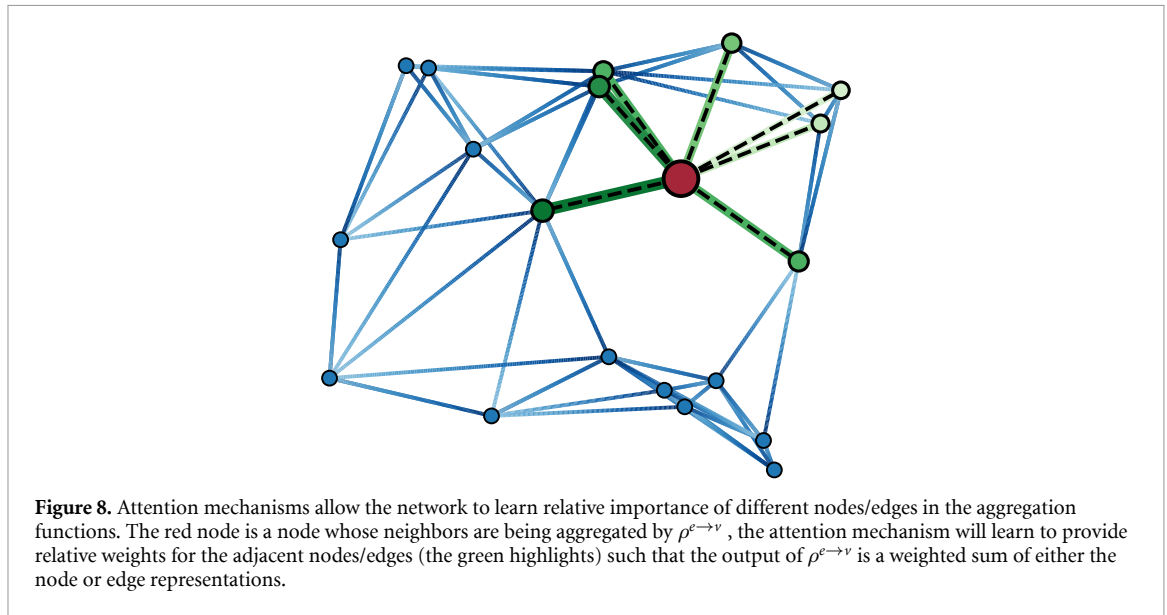 Figure 8. Attention mechanisms allow the network to learn relative importance of different nodes/edges in the aggregation
functions. The red node is a node whose neighbors are being aggregated by ρ^{e→v} , the attention mechanism will learn to provide
relative weights for the adjacent nodes/edges (the green highlights) such that the output of ρ^{e→v} is a weighted sum of either the
node or edge representations.